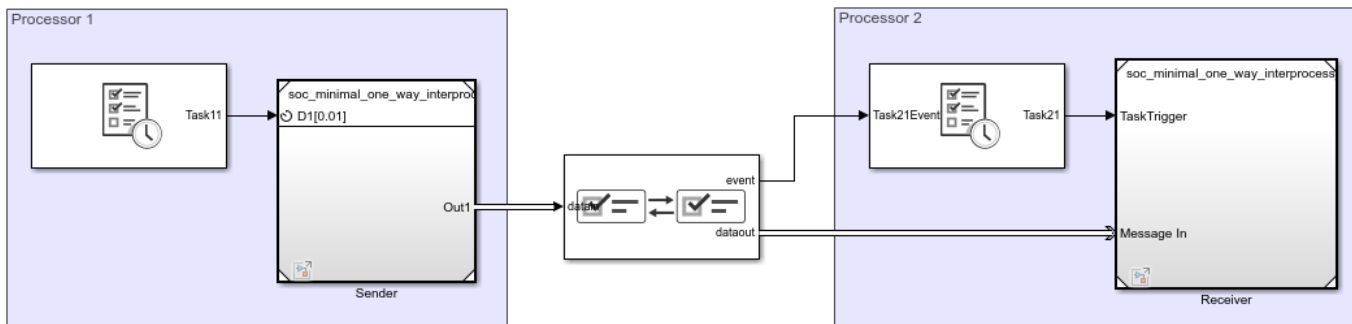 Processor 1
Processor 2
Task11
soc_minimal_one_way_interproc
D1[0.01]
Out1
Sender
datain
event
dataout
Task21Event
Task21
soc_minimal_one_way_interprocess
TaskTrigger
Message In
Receiver